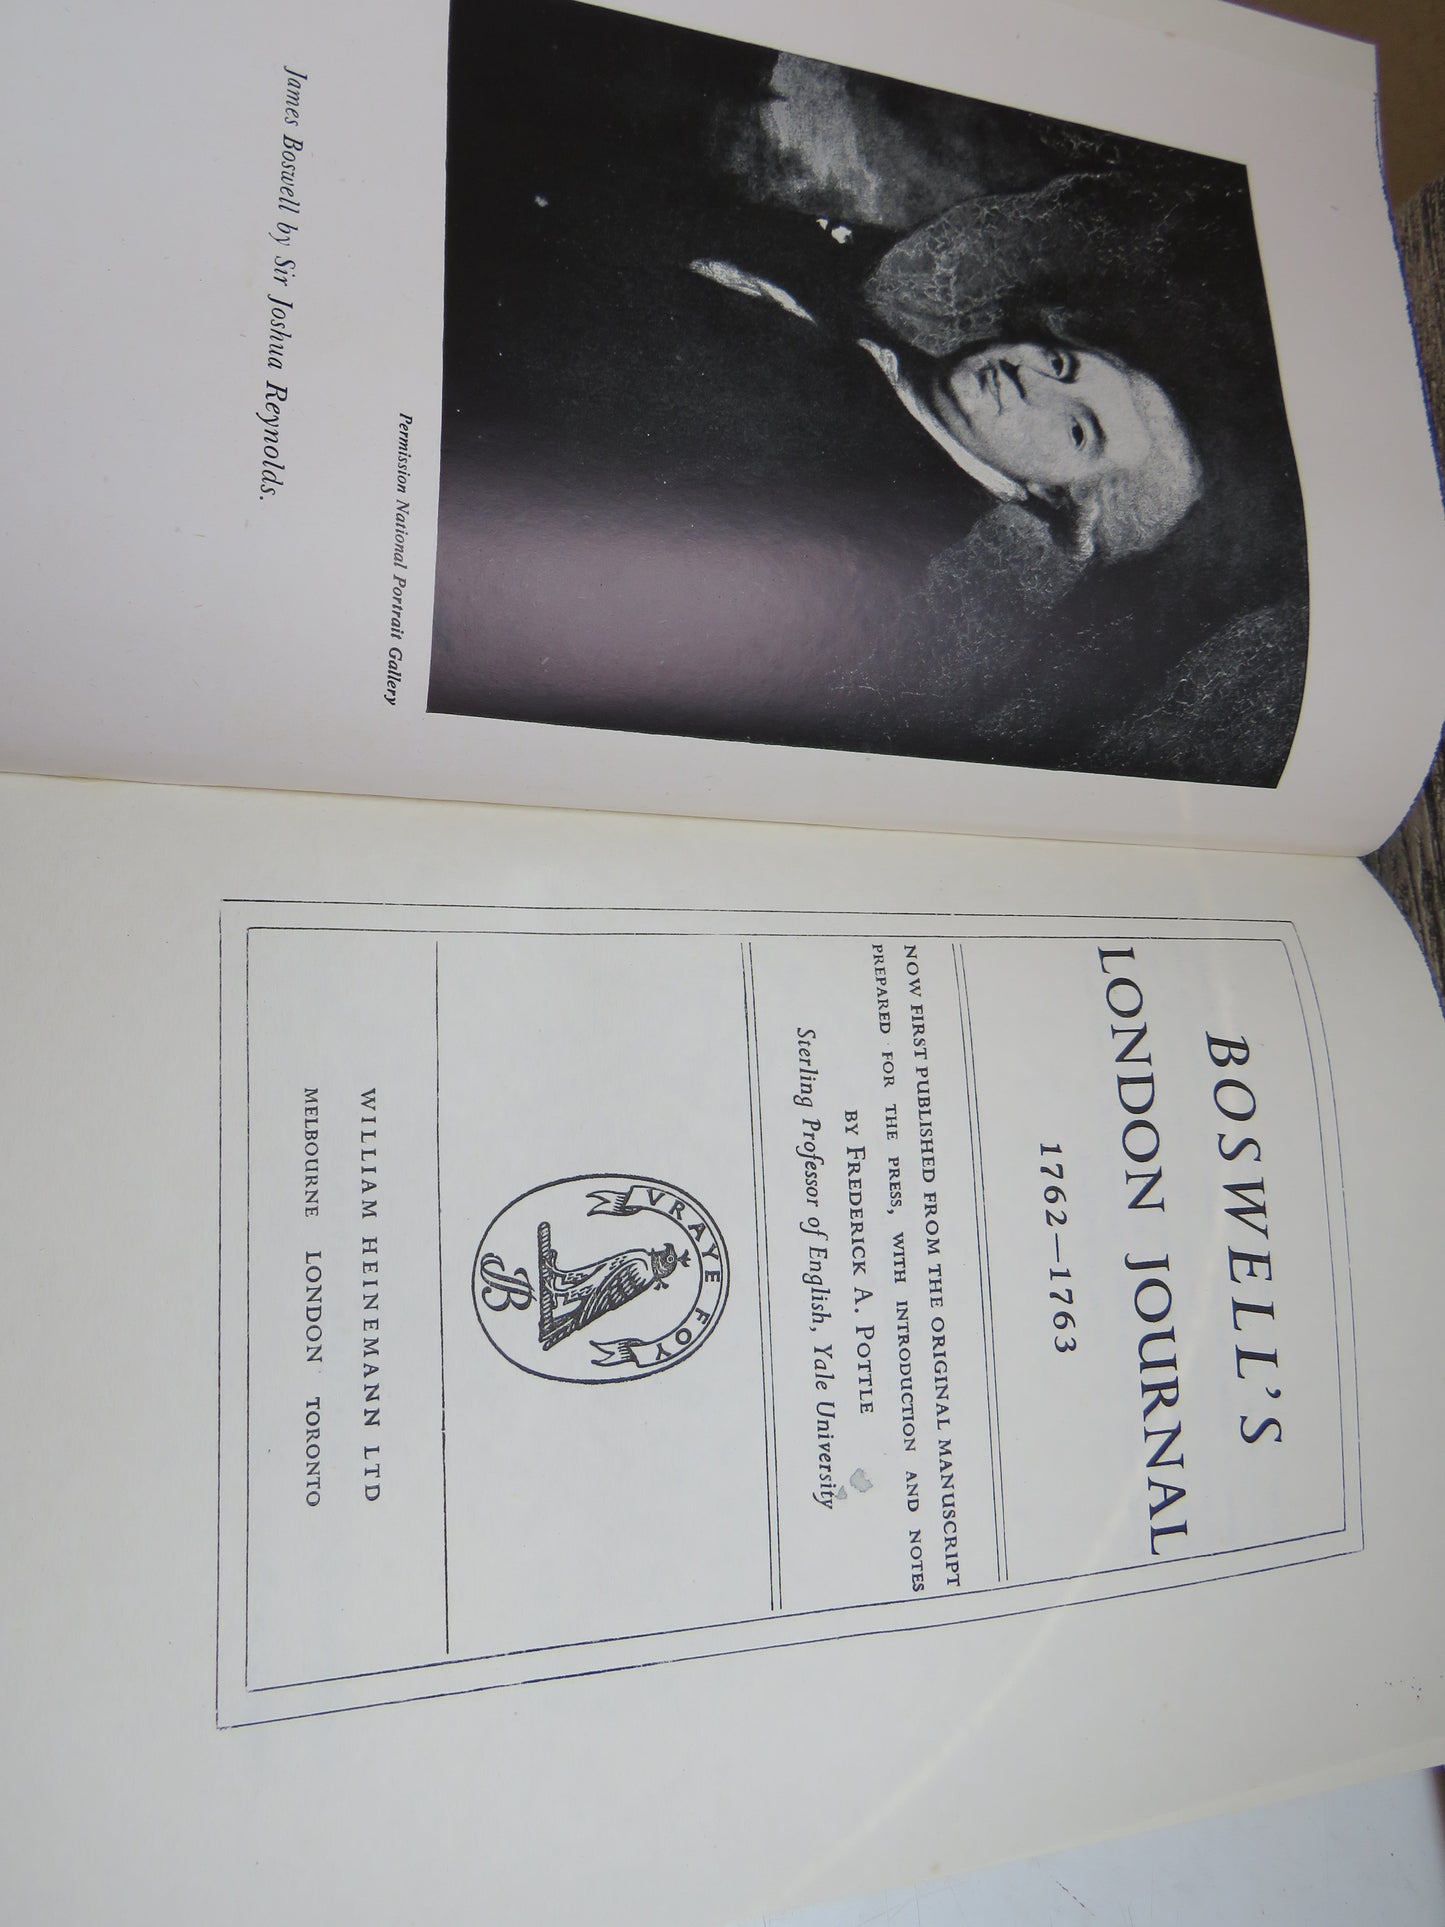 Permission National Portrait Gallery
James Boswell by Sir Joshua Reynolds.
BOSWELL'S
LONDON JOURNAL
1762—1763
NOW FIRST PUBLISHED FROM THE ORIGINAL MANUSCRIPT
PREPARED FOR THE PRESS, WITH INTRODUCTION AND NOTES
BY FREDERICK A. POTTLE
Sterling Professor of English, Yale University
VRAYE FOY
JB
WILLIAM HEINEMANN LTD
MELBOURNE LONDON TORONTO